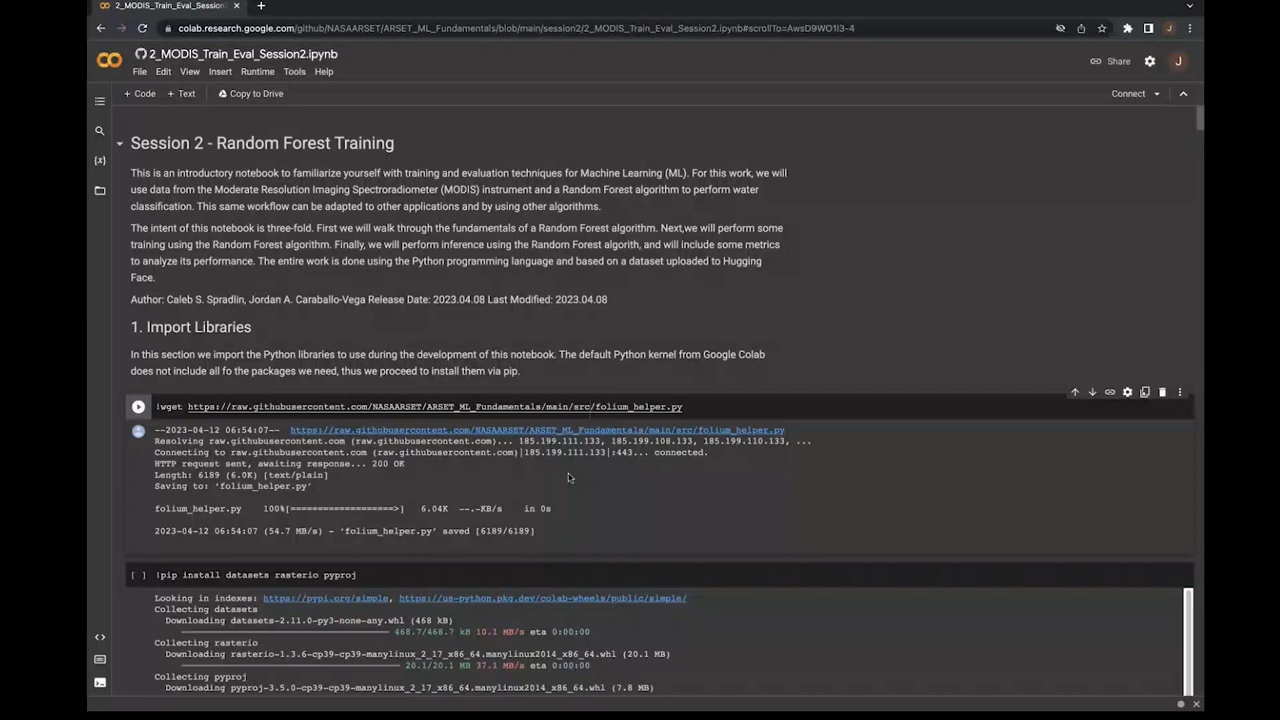 2_MODIS_Train_Eval_Session2.ip
colab.research.google.com/github/NASAARSET/ARSET_ML_Fundamentals/blob/main/session2/2_MODIS_Train_Eval_Session2.ipynb#scrollTo=AwsD9WO1I3-4
J
2_MODIS_Train_Eval_Session2.ipynb
File Edit View Insert Runtime Tools Help
Share
J
+ Code + Text Copy to Drive
Connect
Session 2 - Random Forest Training
This is an introductory notebook to familiarize yourself with training and evaluation techniques for Machine Learning (ML). For this work, we will
use data from the Moderate Resolution Imaging Spectroradiometer (MODIS) instrument and a Random Forest algorithm to perform water
classification. This same workflow can be adapted to other applications and by using other algorithms.
The intent of this notebook is three-fold. First we will walk through the fundamentals of a Random Forest algorithm. Next,we will perform some
training using the Random Forest algorithm. Finally, we will perform inference using the Random Forest algorith, and will include some metrics
to analyze its performance. The entire work is done using the Python programming language and based on a dataset uploaded to Hugging
Face.
Author: Caleb S. Spradlin, Jordan A. Caraballo-Vega Release Date: 2023.04.08 Last Modified: 2023.04.08
1. Import Libraries
In this section we import the Python libraries to use during the development of this notebook. The default Python kernel from Google Colab
does not include all fo the packages we need, thus we proceed to install them via pip.
!wget https://raw.githubusercontent.com/NASAARSET/ARSET_ML_Fundamentals/main/src/folium_helper.py
--2023-04-12 06:54:07-- https://raw.githubusercontent.com/NASAARSET/ARSET_ML_Fundamentals/main/src/folium_helper.py
Resolving raw.githubusercontent.com (raw.githubusercontent.com)... 185.199.111.133, 185.199.108.133, 185.199.110.133, ...
Connecting to raw.githubusercontent.com (raw.githubusercontent.com)|185.199.111.133|:443... connected.
HTTP request sent, awaiting response... 200 OK
Length: 6189 (6.0K) [text/plain]
Saving to: ‘folium_helper.py’
folium_helper.py 100%[===================>] 6.04K --.-KB/s in 0s
2023-04-12 06:54:07 (54.7 MB/s) - ‘folium_helper.py’ saved [6189/6189]
[ ] !pip install datasets rasterio pyproj
Looking in indexes: https://pypi.org/simple, https://us-python.pkg.dev/colab-wheels/public/simple/
Collecting datasets
Downloading datasets-2.11.0-py3-none-any.whl (468 kB)
468.7/468.7 kB 10.1 MB/s eta 0:00:00
Collecting rasterio
Downloading rasterio-1.3.6-cp39-cp39-manylinux_2_17_x86_64.manylinux2014_x86_64.whl (20.1 MB)
20.1/20.1 MB 37.1 MB/s eta 0:00:00
Collecting pyproj
Downloading pyproj-3.5.0-cp39-cp39-manylinux_2_17_x86_64.manylinux2014_x86_64.whl (7.8 MB)